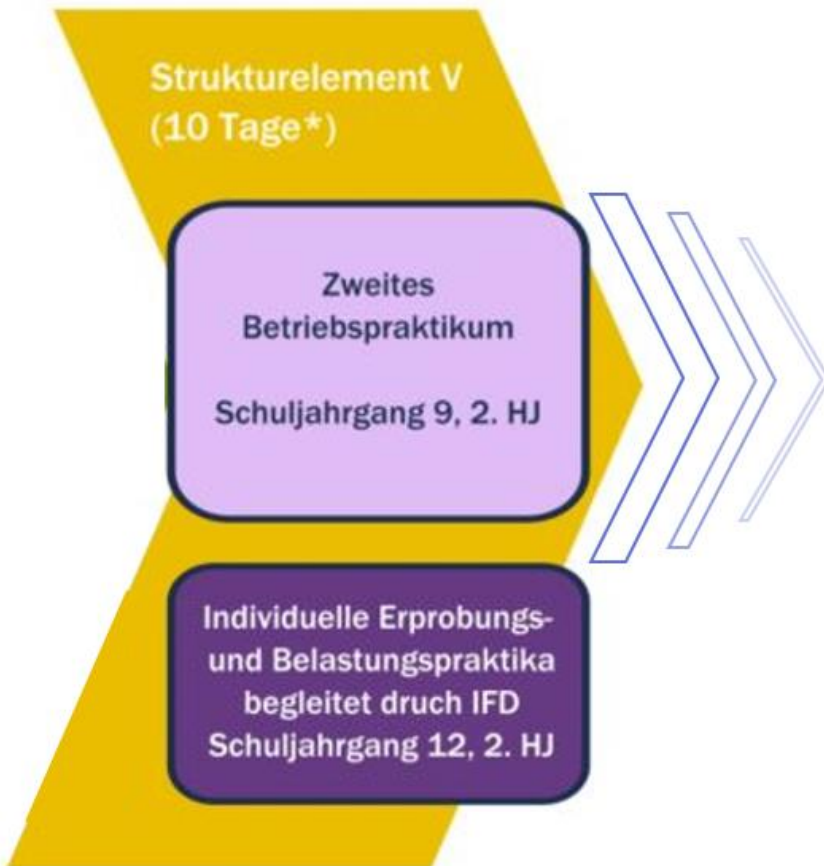 Strukturelement V
(10 Tage*)
Zweites
Betriebspraktikum
Schuljahrgang 9, 2. HJ
Individuelle Erprobungs-
und Belastungspraktika
begleitet druch IFD
Schuljahrgang 12, 2. HJ